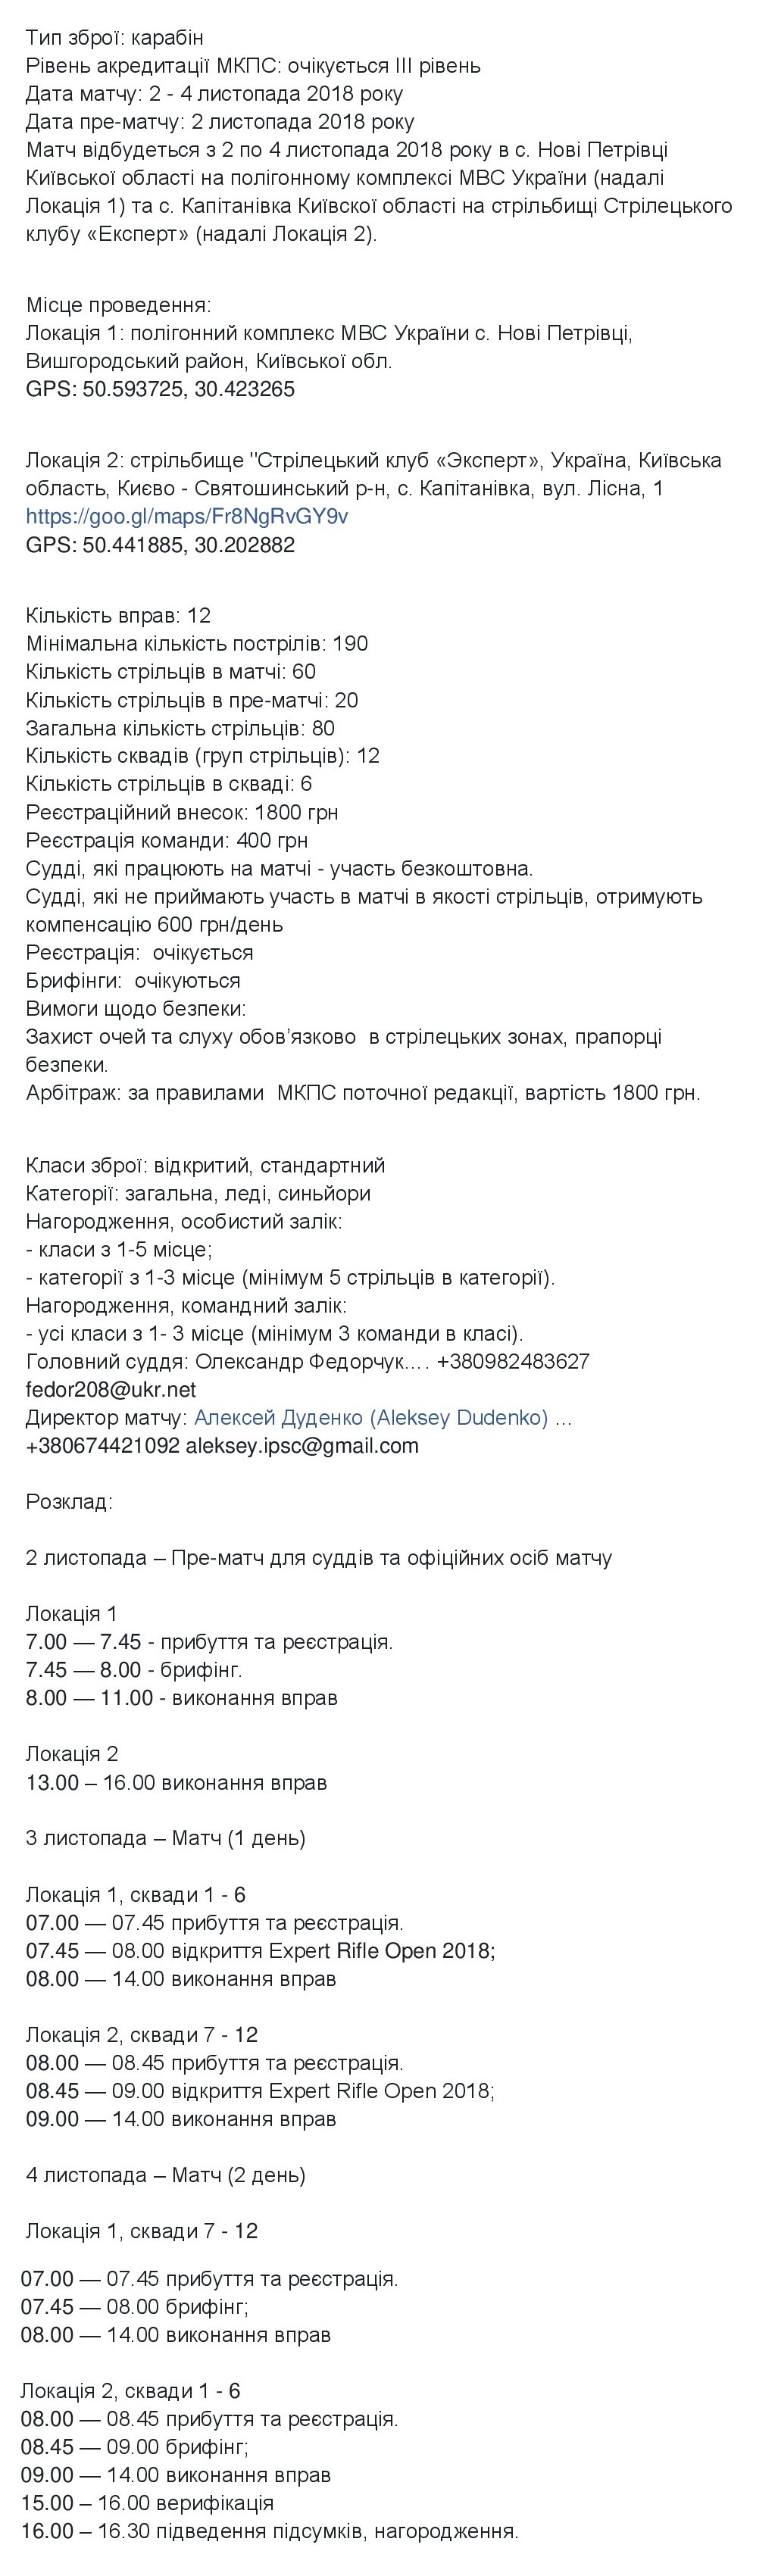 Тип зброї: карабін
Рівень акредитації МКПС: очікується III рівень
Дата матчу: 2 - 4 листопада 2018 року
Дата пре-матчу: 2 листопада 2018 року
Матч відбудеться з 2 по 4 листопада 2018 року в с. Нові Петрівці
Київської області на полігонному комплексі МВС України (надалі
Локація 1) та с. Капітанівка Київскої області на стрільбищі Стрілецького
клубу «Експерт» (надалі Локація 2).
Місце проведення:
Локація 1: полігонний комплекс МВС України с. Нові Петрівці,
Вишгородський район, Київської обл.
GPS: 50.593725, 30.423265
Локація 2: стрільбище "Стрілецький клуб «Эксперт», Україна, Київська
область, Києво - Святошинський р-н, с. Капітанівка, вул. Лісна, 1
https://goo.gl/maps/Fr8NgRvGY9v
GPS: 50.441885, 30.202882
Кількість вправ: 12
Мінімальна кількість пострілів: 190
Кількість стрільців в матчі: 60
Кількість стрільців в пре-матчі: 20
Загальна кількість стрільців: 80
Кількість сквадів (груп стрільців): 12
Кількість стрільців в скваді: 6
Реєстраційний внесок: 1800 грн
Реєстрація команди: 400 грн
Судді, які працюють на матчі - участь безкоштовна.
Судді, які не приймають участь в матчі в якості стрільців, отримують
компенсацію 600 грн/день
Реєстрація:  очікується
Брифінги:  очікуються
Вимоги щодо безпеки:
Захист очей та слуху обов’язково  в стрілецьких зонах, прапорці
безпеки.
Арбітраж: за правилами  МКПС поточної редакції, вартість 1800 грн.
Класи зброї: відкритий, стандартний
Категорії: загальна, леді, синьйори
Нагородження, особистий залік:
- класи з 1-5 місце;
- категорії з 1-3 місце (мінімум 5 стрільців в категорії).
Нагородження, командний залік:
- усі класи з 1- 3 місце (мінімум 3 команди в класі).
Головний суддя: Олександр Федорчук…. +380982483627
fedor208@ukr.net
Директор матчу: Алексей Дуденко (Aleksey Dudenko) ...
+380674421092 aleksey.ipsc@gmail.com
Розклад:
2 листопада – Пре-матч для суддів та офіційних осіб матчу
Локація 1
7.00 — 7.45 - прибуття та реєстрація.
7.45 — 8.00 - брифінг.
8.00 — 11.00 - виконання вправ
Локація 2
13.00 – 16.00 виконання вправ
3 листопада – Матч (1 день)
Локація 1, сквади 1 - 6
07.00 — 07.45 прибуття та реєстрація.
07.45 — 08.00 відкриття Expert Rifle Open 2018;
08.00 — 14.00 виконання вправ
Локація 2, сквади 7 - 12
08.00 — 08.45 прибуття та реєстрація.
08.45 — 09.00 відкриття Expert Rifle Open 2018;
09.00 — 14.00 виконання вправ
4 листопада – Матч (2 день)
Локація 1, сквади 7 - 12
07.00 — 07.45 прибуття та реєстрація.
07.45 — 08.00 брифінг;
08.00 — 14.00 виконання вправ
Локація 2, сквади 1 - 6
08.00 — 08.45 прибуття та реєстрація.
08.45 — 09.00 брифінг;
09.00 — 14.00 виконання вправ
15.00 – 16.00 верифікація
16.00 – 16.30 підведення підсумків, нагородження.